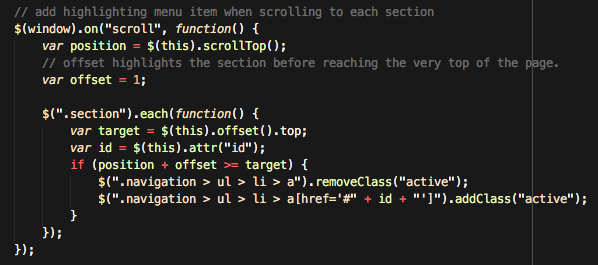 // add highlighting menu item when scrolling to each section
$(window).on("scroll", function() {
    var position = $(this).scrollTop();
    // offset highlights the section before reaching the very top of the page.
    var offset = 1;

    $(".section").each(function() {
        var target = $(this).offset().top;
        var id = $(this).attr("id");
        if (position + offset >= target) {
            $(".navigation > ul > li > a").removeClass("active");
            $(".navigation > ul > li > a[href='#" + id + "']").addClass("active");
        }
    });
});